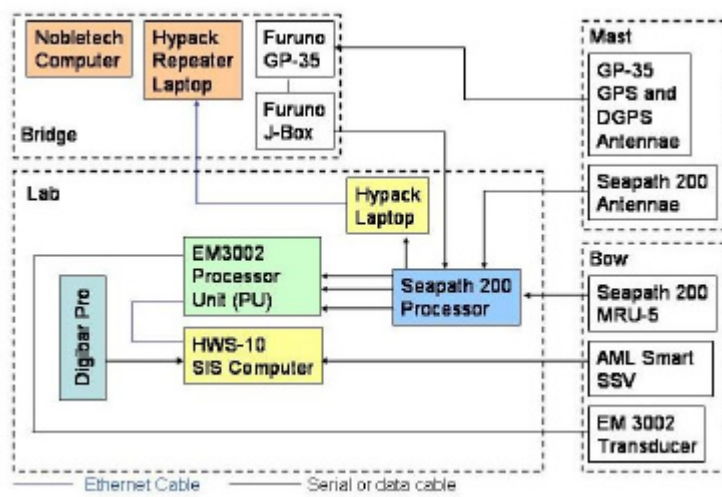 Nobletech
Computer
Hypack
Repeater
Laptop
Furuno
GP-35
Furuno
J-Box
Bridge
Mast
GP-35
GPS and
DGPS
Antennae
Seapath 200
Antennae
Lab
Hypack
Laptop
EM3002
Processor
Unit (PU)
Seapath 200
Processor
Digibar Pro
HWS-10
SIS Computer
Bow
Seapath 200
MRU-5
AML Smart
SSV
EM 3002
Transducer
Ethernet Cable
Serial or data cable